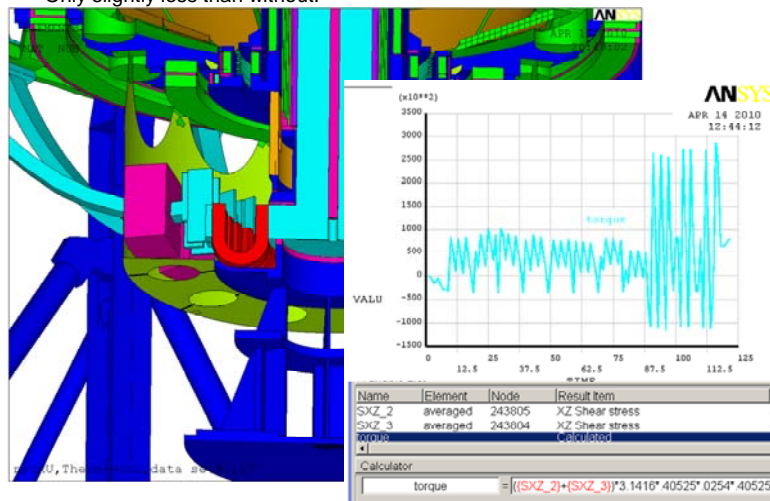 Only slightly less than without.
AN
APR 1 2010
(x10**2)
ANSYS
APR 14 2010
12:44:12
3500
3000
2500
2000
1500
1000
500
0
-500
-1000
-1500
VALU
torque
0 25 50 75 100 125
12.5 37.5 62.5 87.5 112.5
TIME
Name Element Node Result Item
SXZ_2 averaged 243805 XZ Shear stress
SXZ_3 averaged 243804 XZ Shear stress
torque Calculated
Calculator
torque = ({SXZ_2}+{SXZ_3})*3.1416*.40525*.0254*.40525